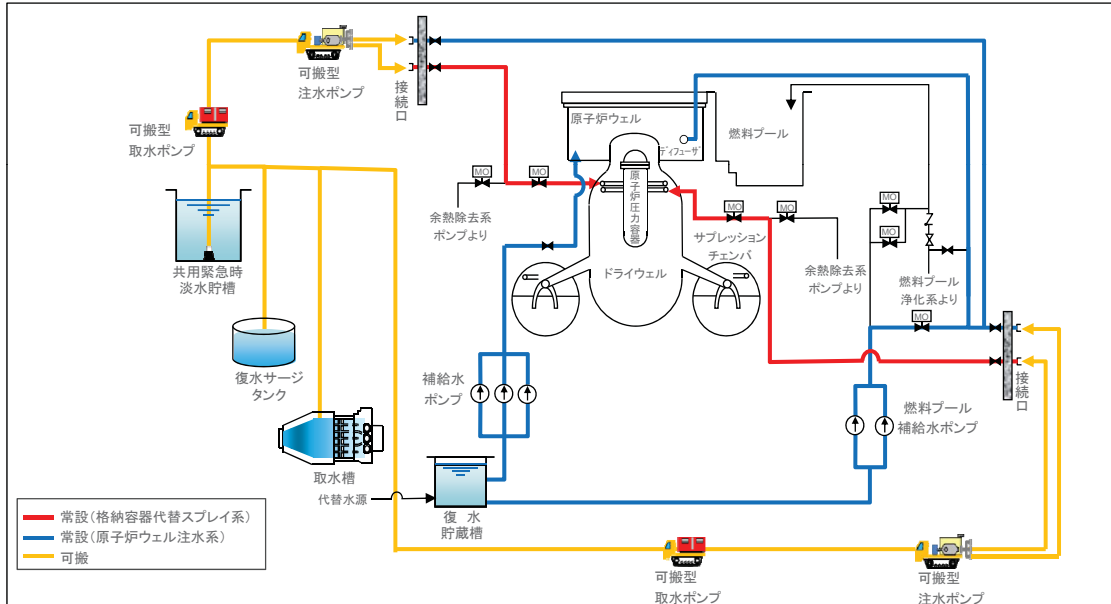 可搬型
注水ポンプ
接続口
可搬型
取水ポンプ
原子炉ウェル
燃料プール
ディフューザ
原子炉圧力容器
MO
MO
余熱除去系
ポンプより
MO
MO
サプレッション
チェンバ
ドライウェル
余熱除去系
ポンプより
MO
MO
燃料プール
浄化系より
MO
共用緊急時
淡水貯槽
復水サージ
タンク
補給水
ポンプ
燃料プール
補給水ポンプ
接続口
取水槽
代替水源
復 水
貯蔵槽
常設(格納容器代替スプレイ系)
常設(原子炉ウェル注水系)
可搬
可搬型
取水ポンプ
可搬型
注水ポンプ